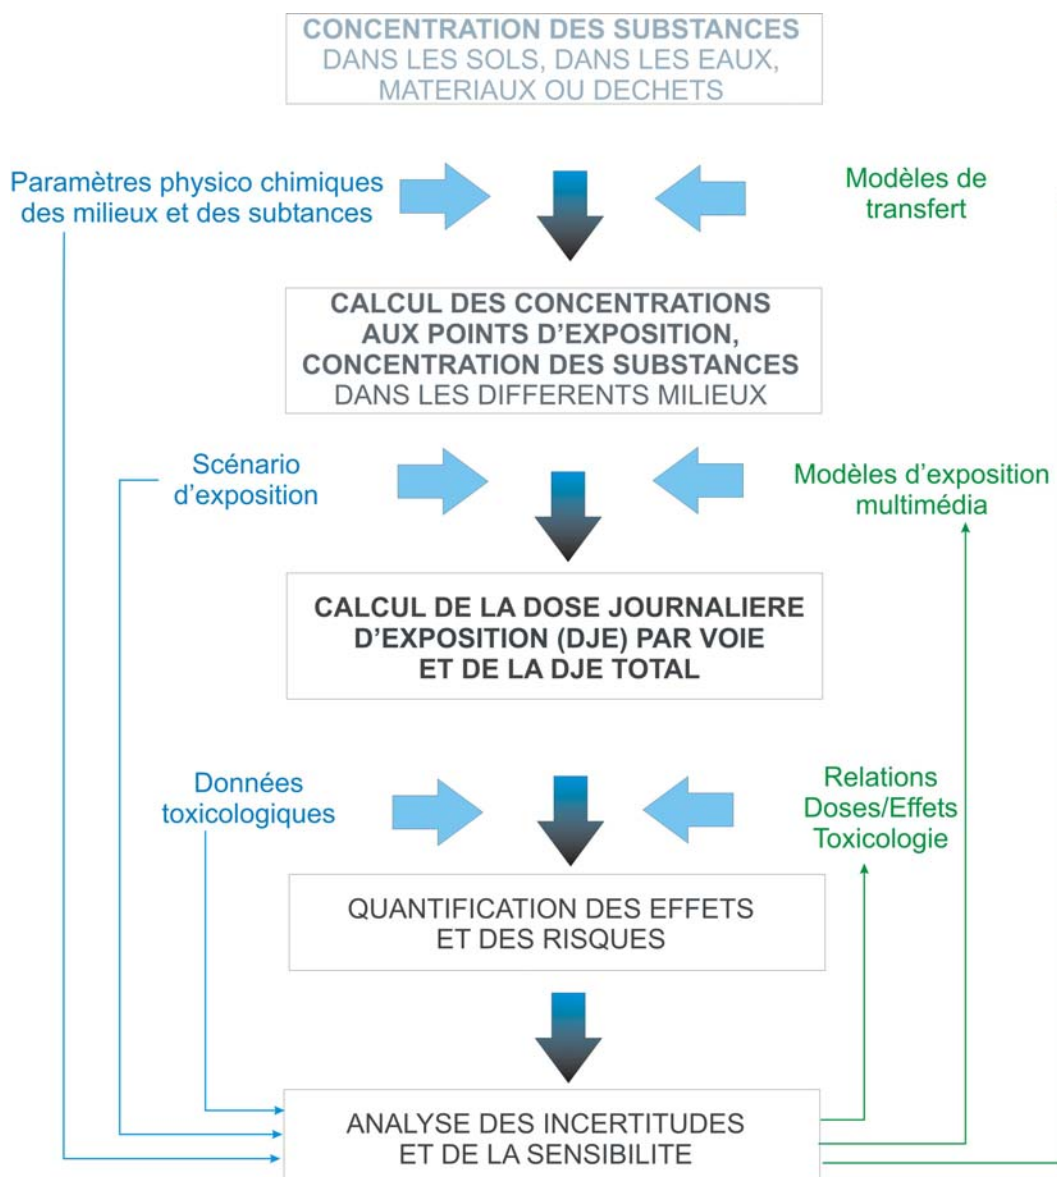 CONCENTRATION DES SUBSTANCES
DANS LES SOLS, DANS LES EAUX,
MATERIAUX OU DECHETS
Paramètres physico chimiques
des milieux et des subtances
Modèles de
transfert
CALCUL DES CONCENTRATIONS
AUX POINTS D'EXPOSITION,
CONCENTRATION DES SUBSTANCES
DANS LES DIFFERENTS MILIEUX
Scénario
d'exposition
Modèles d'exposition
multimédia
CALCUL DE LA DOSE JOURNALIERE
D'EXPOSITION (DJE) PAR VOIE
ET DE LA DJE TOTAL
Données
toxicologiques
Relations
Doses/Effets
Toxicologie
QUANTIFICATION DES EFFETS
ET DES RISQUES
ANALYSE DES INCERTITUDES
ET DE LA SENSIBILITE